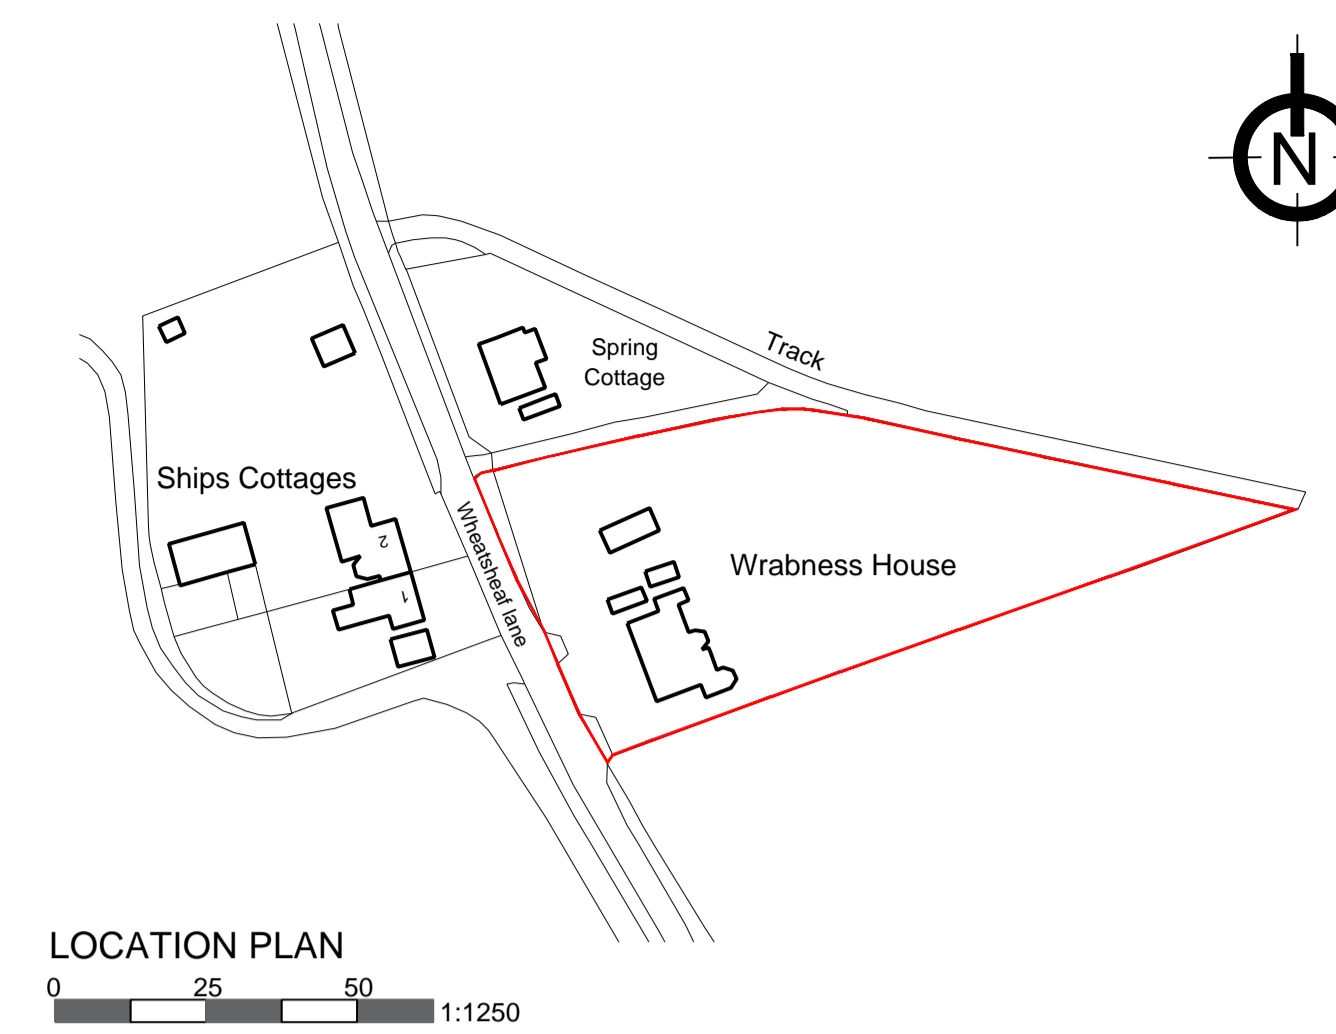 N
Track
Spring
Cottage
Ships Cottages
2
1
Wheatsheaf lane
Wrabness House
LOCATION PLAN
0 25 50
1:1250